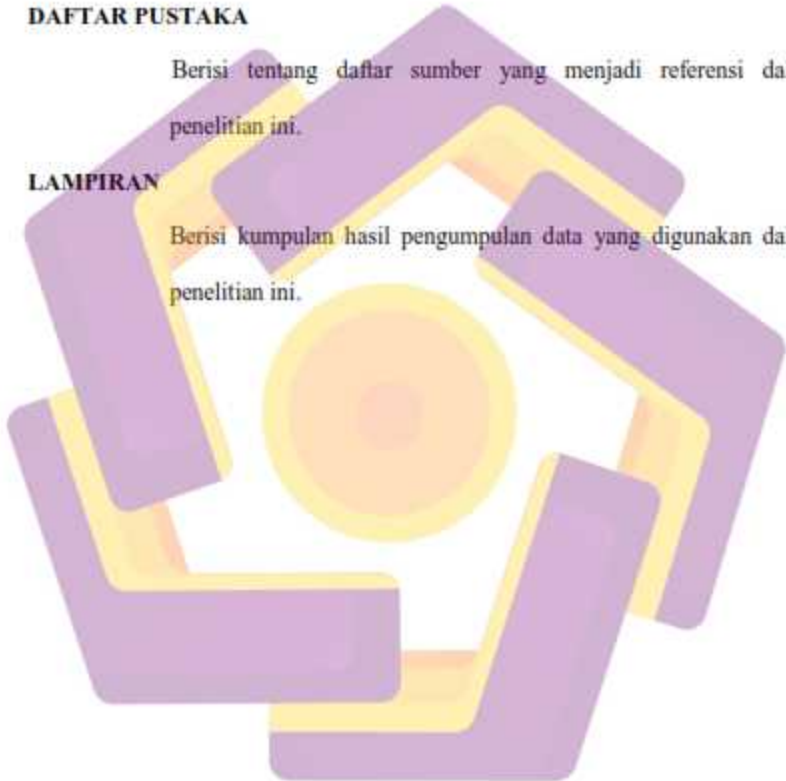 DAFTAR PUSTAKA
Berisi tentang daftar sumber yang menjadi referensi da
penelitian ini.
LAMPIRAN
Berisi kumpulan hasil pengumpulan data yang digunakan da
penelitian ini.